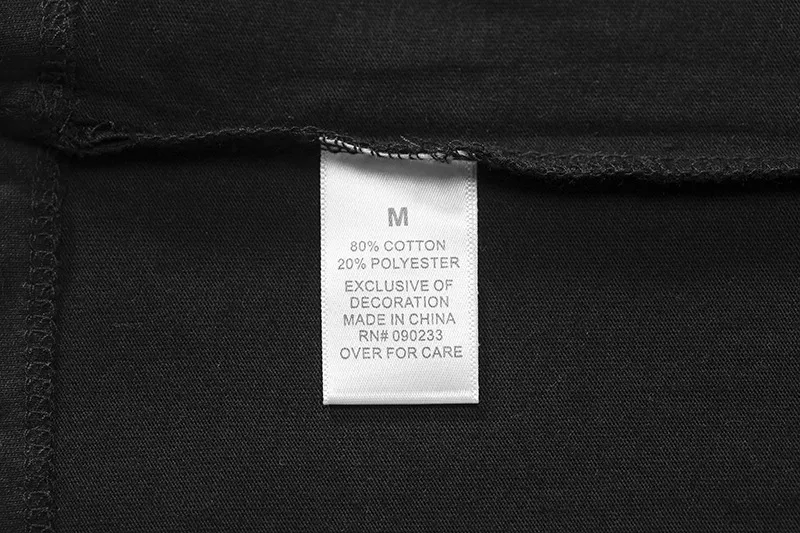 M
80% COTTON
20% POLYESTER
EXCLUSIVE OF
DECORATION
MADE IN CHINA
RN# 090233
OVER FOR CARE